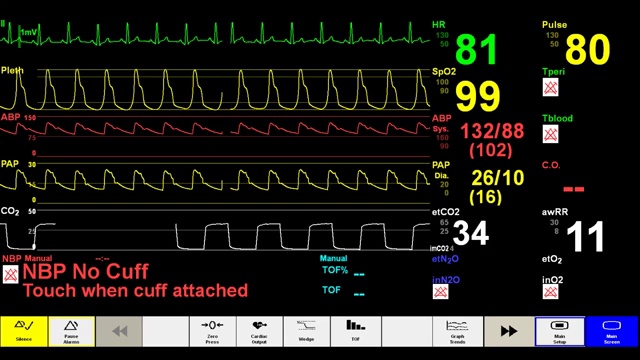 II
1mV
HR
130
50
81
Pulse
130
50
80
Pleth
SpO2
100
90
99
Tperi
ABP 150
75
0
ABP
Sys.
160
90
132/88
(102)
Tblood
PAP 30
15
0
PAP
Dia.
20
0
26/10
(16)
C.O.
--
CO2 50
25
0
etCO2
65
25
imCO2 4
34
awRR
30
8
11
NBP Manual --:--
NBP No Cuff
Touch when cuff attached
Manual
TOF% --
TOF --
etN2O
inN2O
etO2
inO2
Silence
Pause Alarms
Zero Press
Cardiac Output
Wedge
TOF
Graph Trends
Main Setup
Main Screen